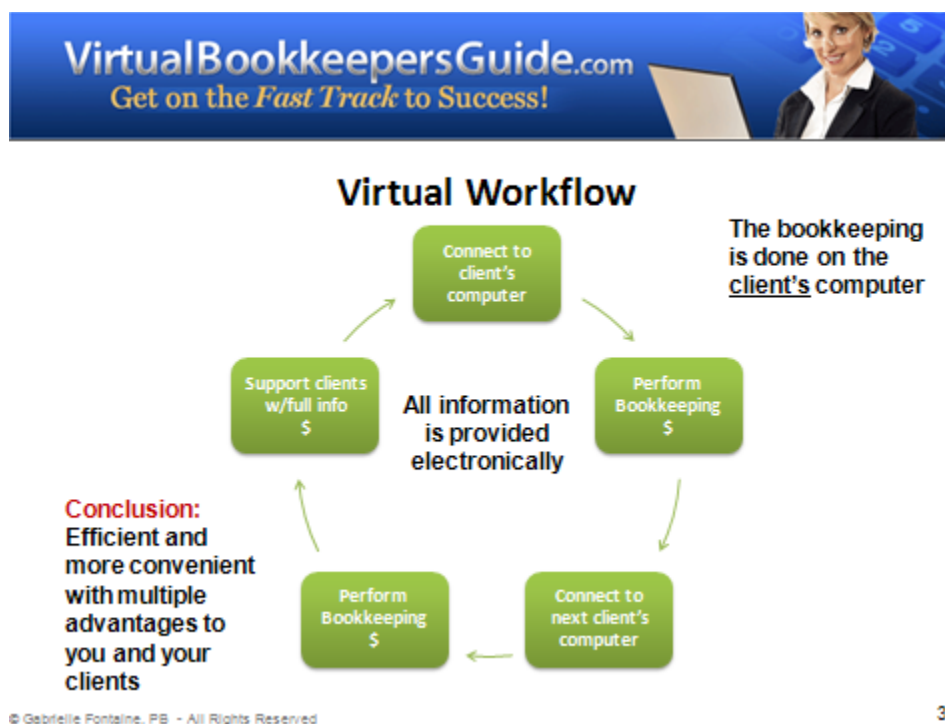 VirtualBookkeepersGuide.com
Get on the Fast Track to Success!
Virtual Workflow
The bookkeeping
is done on the
client's computer
Connect to
client's
computer
Perform
Bookkeeping
$
Connect to
next client's
computer
Perform
Bookkeeping
$
Support clients
w/full info
$
All information
is provided
electronically
Conclusion:
Efficient and
more convenient
with multiple
advantages to
you and your
clients
© Gabrielle Fontaine, PB - All Rights Reserved
3